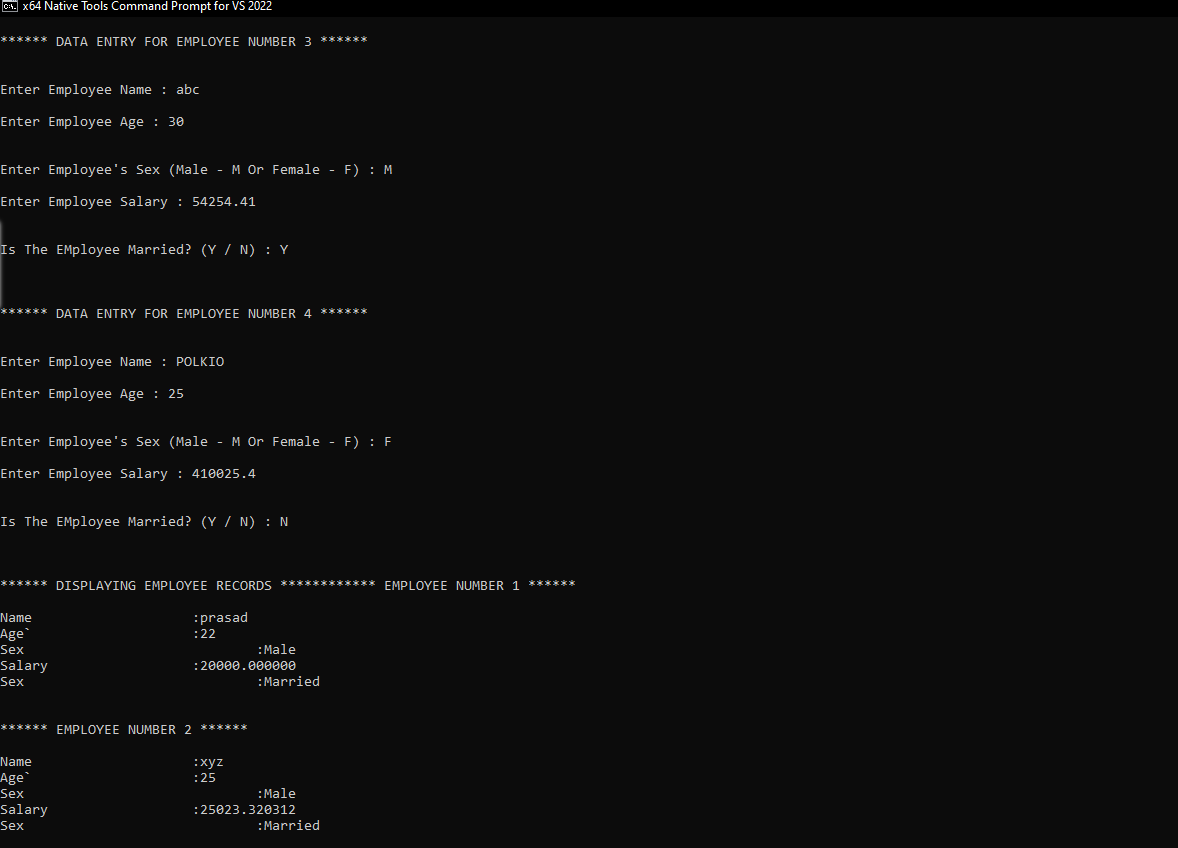 x64 Native Tools Command Prompt for VS 2022
****** DATA ENTRY FOR EMPLOYEE NUMBER 3 ******
Enter Employee Name : abc
Enter Employee Age : 30
Enter Employee's Sex (Male - M Or Female - F) : M
Enter Employee Salary : 54254.41
Is The EMployee Married? (Y / N) : Y
****** DATA ENTRY FOR EMPLOYEE NUMBER 4 ******
Enter Employee Name : POLKIO
Enter Employee Age : 25
Enter Employee's Sex (Male - M Or Female - F) : F
Enter Employee Salary : 410025.4
Is The EMployee Married? (Y / N) : N
****** DISPLAYING EMPLOYEE RECORDS ************ EMPLOYEE NUMBER 1 ******
Name :prasad
Age` :22
Sex :Male
Salary :20000.000000
Sex :Married
****** EMPLOYEE NUMBER 2 ******
Name :xyz
Age` :25
Sex :Male
Salary :25023.320312
Sex :Married